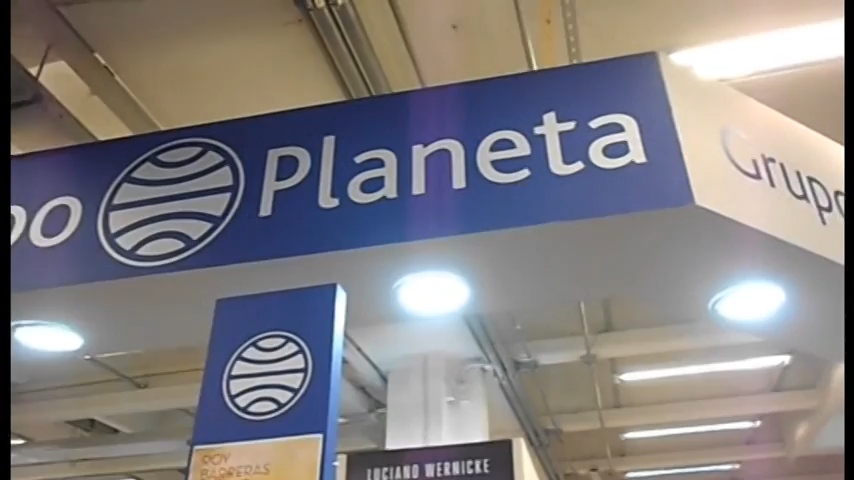 po Planeta
Grupo
ROY
BARRERAS
LUCIANO WERNICKE